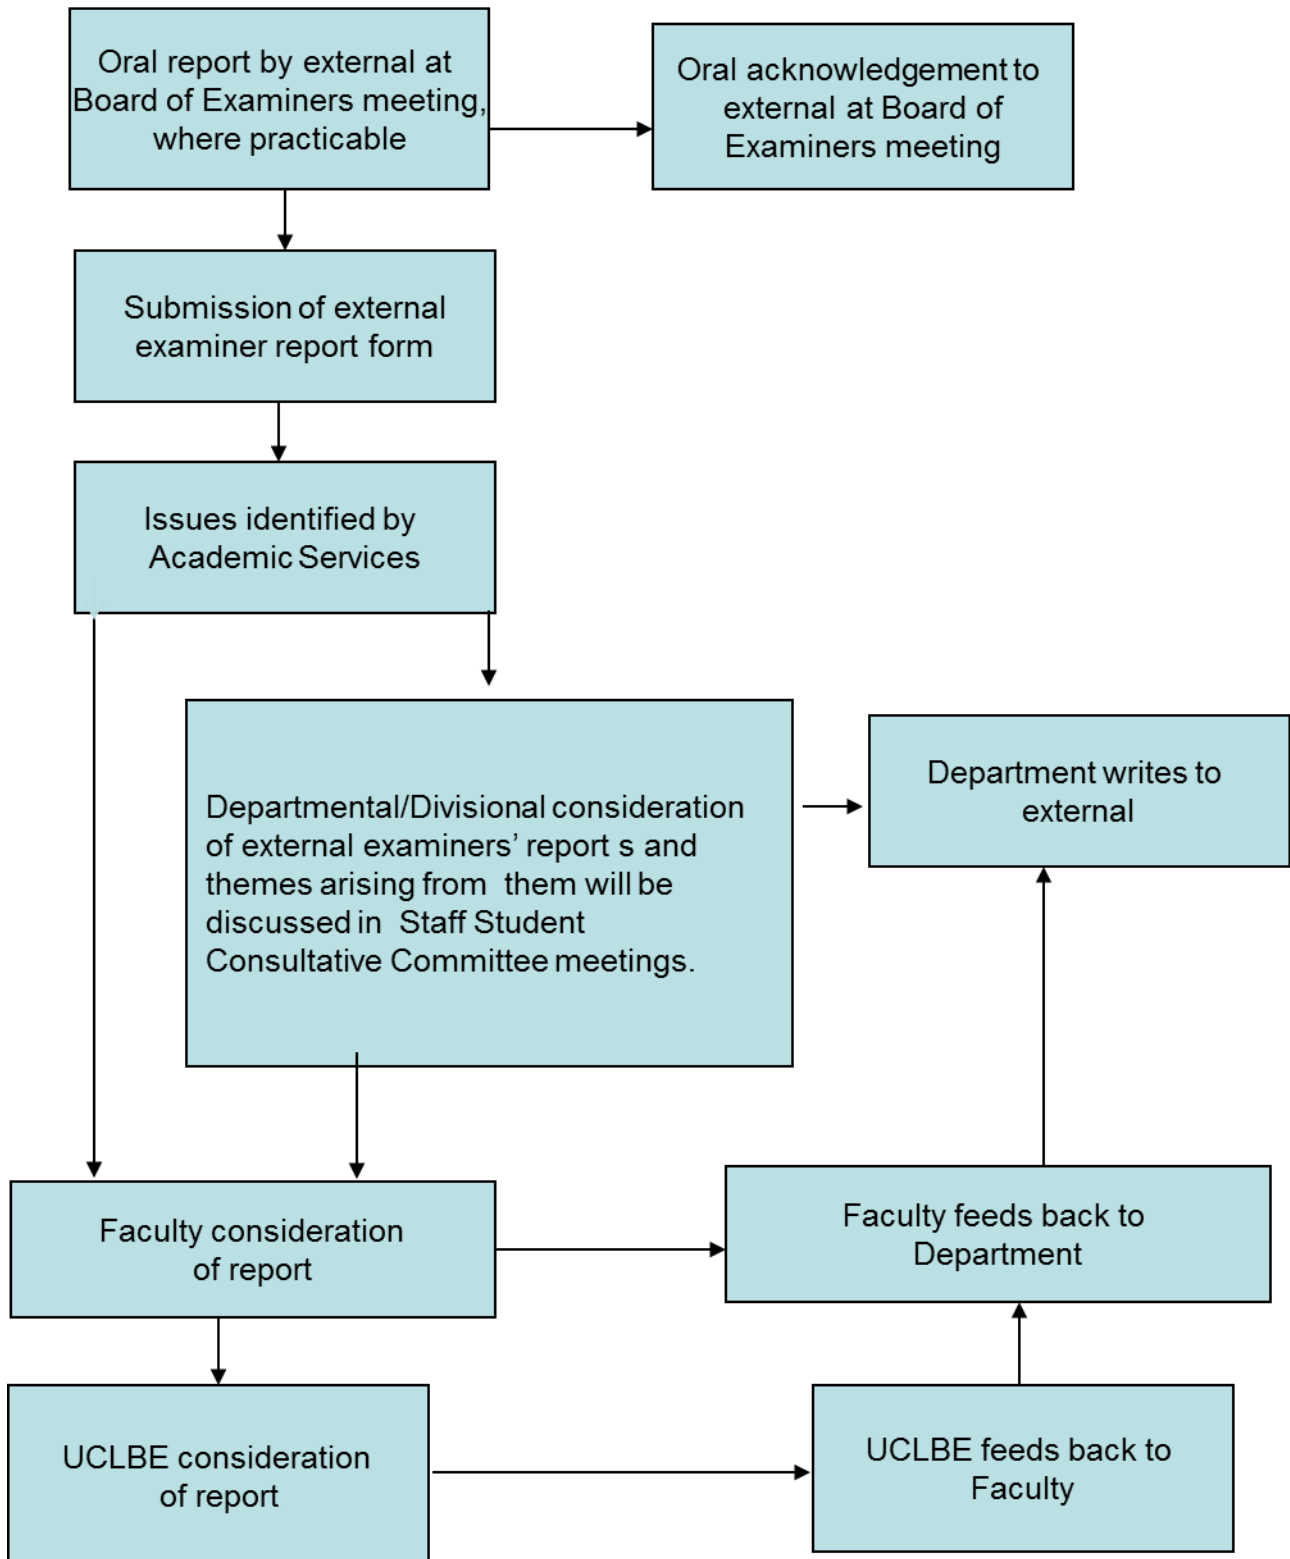 Oral report by external at
Board of Examiners meeting,
where practicable
Oral acknowledgement to
external at Board of
Examiners meeting
Submission of external
examiner report form
Issues identified by
Academic Services
Departmental/Divisional consideration
of external examiners’ report s and
themes arising from them will be
discussed in Staff Student
Consultative Committee meetings.
Department writes to
external
Faculty consideration
of report
Faculty feeds back to
Department
UCLBE consideration
of report
UCLBE feeds back to
Faculty